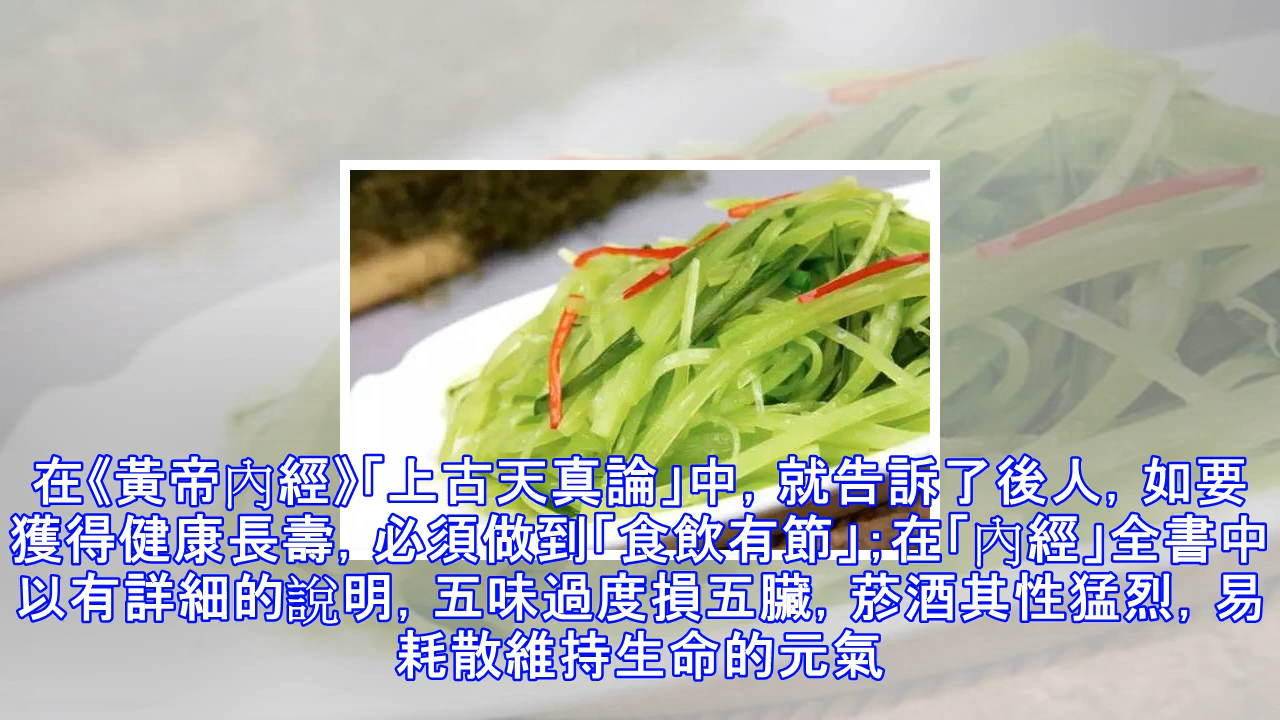 在《黃帝內經》「上古天真論」中, 就告訴了後人, 如要
獲得健康長壽, 必須做到「食飲有節」;在「內經」全書中
以有詳細的說明, 五味過度損五臟, 菸酒其性猛烈, 易
耗散維持生命的元氣